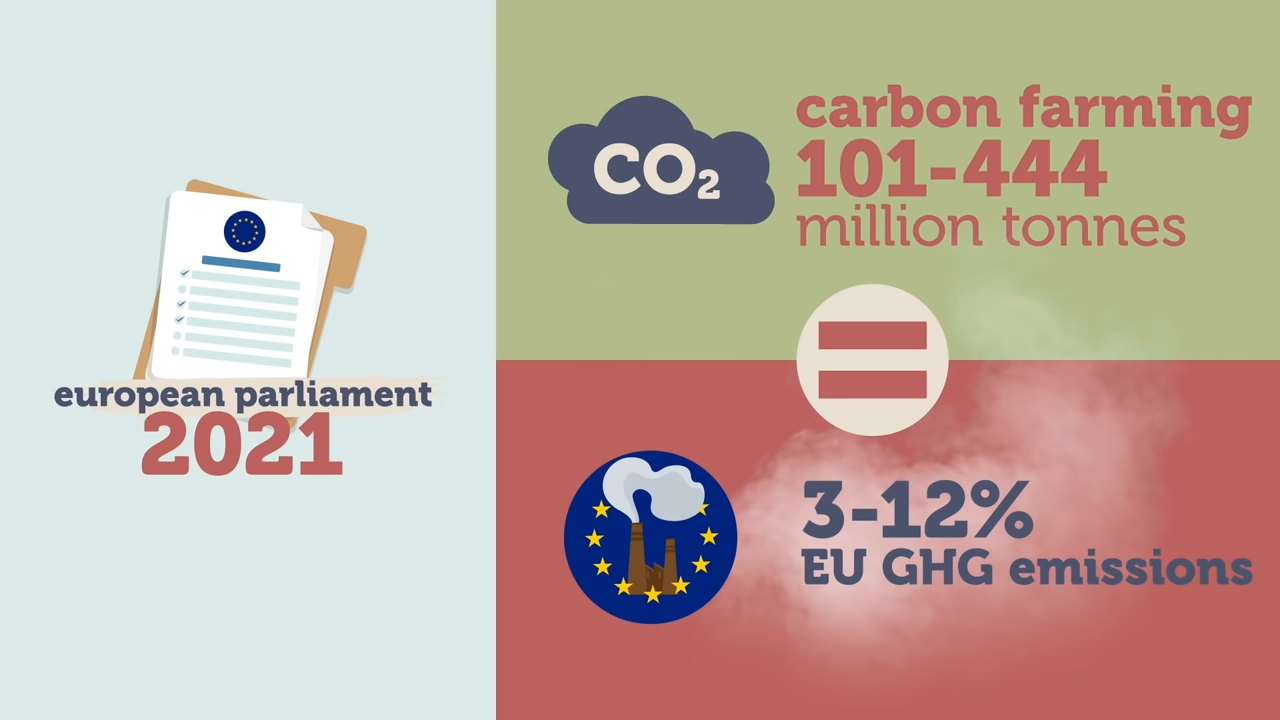 european parliament
2021
CO₂
carbon farming
101-444
million tonnes
3-12%
EU GHG emissions